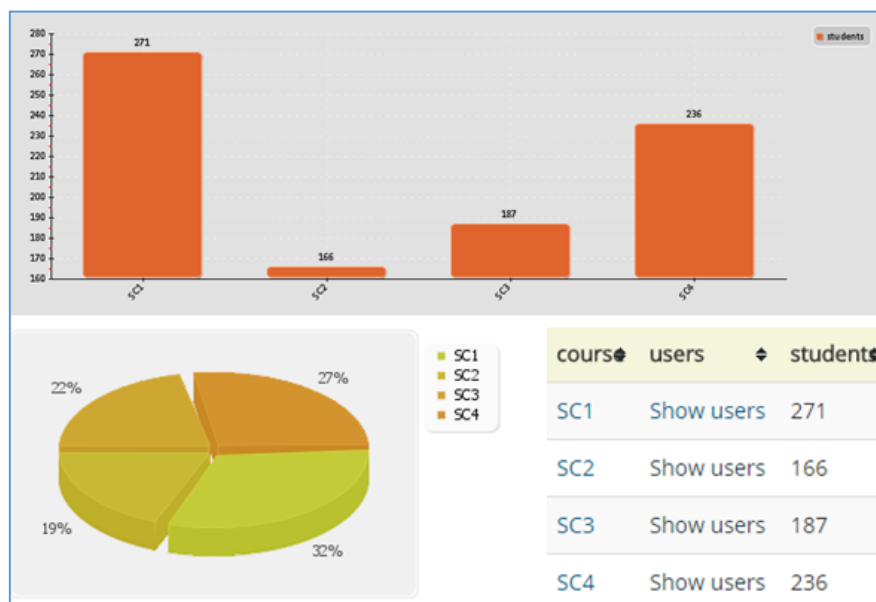 280
270
260
250
240
230
220
210
200
190
180
170
160
271
166
187
236
SC1
SC2
SC3
SC4
students
22%
27%
19%
32%
SC1
SC2
SC3
SC4
course users students
SC1 Show users 271
SC2 Show users 166
SC3 Show users 187
SC4 Show users 236